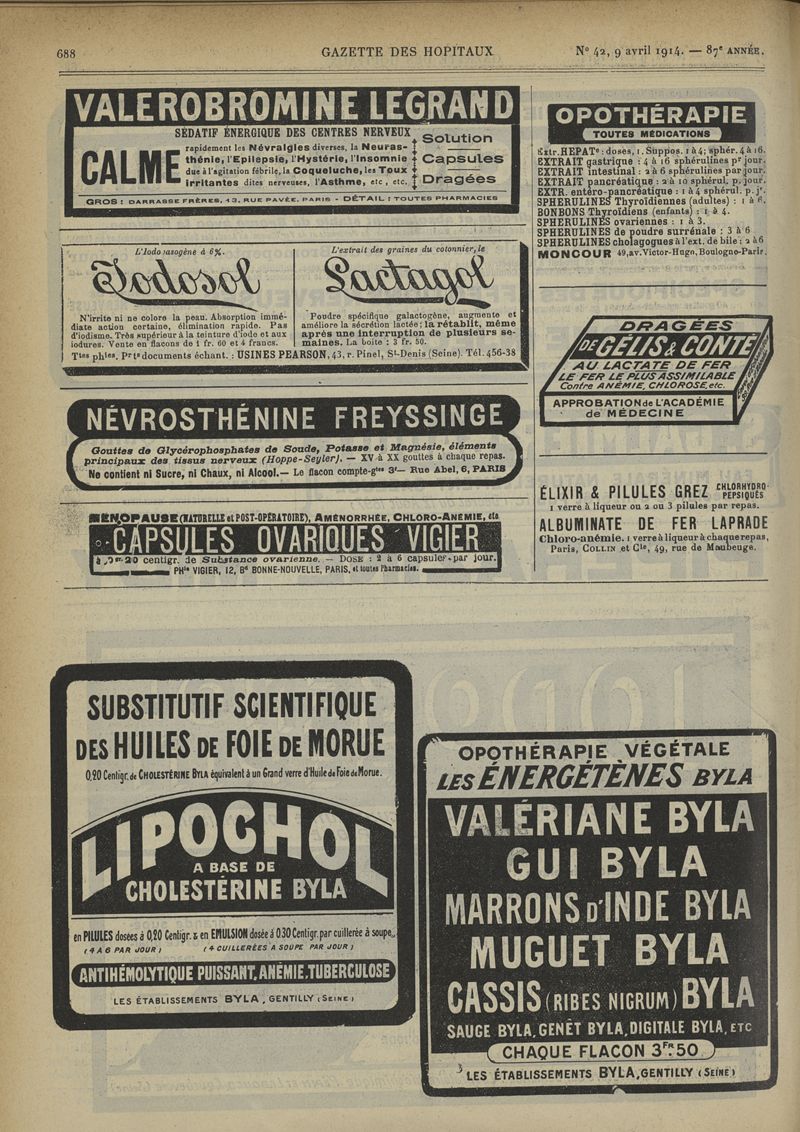 688
GAZETTE DES HOPITAUX
N° 42, 9 avril 1914. — 87e ANNÉE.
VALEROBROMINE LEGRAND
SÉDATIF ÉNERGIQUE DES CENTRES NERVEUX
CALME
rapidement les Névralgies diverses, la Neuras-
thénie, l'Epilepsie, l'Hystérie, l'Insomnie
due à l'agitation fébrile, la Coqueluche, les Toux
irritantes dites nerveuses, l'Asthme, etc, etc.
Solution
Capsules
Dragées
GROS : DARRASSE FRÈRES, 13, RUE PAVÉE, PARIS - DÉTAIL : TOUTES PHARMACIES
L'Iodo asogène à 6%.
Iodosol
N'irrite ni ne colore la peau. Absorption immé-
diate action certaine, élimination rapide. Pas
d'iodisme. Très supérieur à la teinture d'iode et aux
iodures. Vente en flacons de 1 fr. 60 et 4 francs.
L'extrait des graines du cotonnier, le
Lactagol
Poudre spécifique galactogène, augmente et
améliore la sécrétion lactée; la rétablit, même
après une interruption de plusieurs se-
maines. La boîte : 3 fr. 50.
Ttes phies. Pr ts documents échant. : USINES PEARSON, 43, r. Pinel, St-Denis (Seine). Tél. 456-38
NÉVROSTHÉNINE FREYSSINGE
Gouttes de Glycérophosphates de Soude, Potasse et Magnésie, éléments
principaux des tissus nerveux (Hoppe-Seyler). — XV à XX gouttes à chaque repas.
Ne contient ni Sucre, ni Chaux, ni Alcool. — Le flacon compte-gttes 3f — Rue Abel, 6, PARIS
MENOPAUSE (NATURELLE et POST-OPÉRATOIRE), AMÉNORRHÉE, CHLORO-ANÉMIE, etc
CAPSULES OVARIQUES VIGIER
à 0gr.20 centigr. de Substance ovarienne. — DOSE : 2 à 6 capsules par jour.
PHie VIGIER, 12, Bd BONNE-NOUVELLE, PARIS, et toutes Pharmacies.
OPOTHÉRAPIE
TOUTES MÉDICATIONS
Extr. HEPATe : doses, 1. Suppos. 1 à 4; sphér. 4 à 16.
EXTRAIT gastrique : 4 à 16 sphérulines pr jour.
EXTRAIT intestinal : 2 à 6 sphérulines par jour.
EXTRAIT pancréatique : 2 à 10 sphérul. p. jour.
EXTR. entéro-pancréatique : 1 à 4 sphérul. p. jr.
SPHERULINES Thyroïdiennes (adultes) : 1 à 6.
BONBONS Thyroïdiens (enfants) : 1 à 4.
SPHERULINES ovariennes : 1 à 3.
SPHERULINES de poudre surrénale : 3 à 6
SPHERULINES cholagogues à l'ext. de bile : 2 à 6
MONCOUR 49, av. Victor-Hugo, Boulogne-Paris.
DRAGÉES
DE GÉLIS & CONTÉ
AU LACTATE DE FER
LE FER LE PLUS ASSIMILABLE
Contre ANÉMIE, CHLOROSE, etc.
APPROBATION de L'ACADÉMIE
de MÉDECINE
ÉLIXIR & PILULES GREZ CHLORHYDRO-
PEPSIQUES
1 verre à liqueur ou 2 ou 3 pilules par repas.
ALBUMINATE DE FER LAPRADE
Chloro-anémie. 1 verre à liqueur à chaque repas,
Paris, COLLIN et Cie, 49, rue de Maubeuge.
SUBSTITUTIF SCIENTIFIQUE
DES HUILES DE FOIE DE MORUE
0,20 Centigr. de CHOLESTÉRINE BYLA équivalent à un Grand verre d'Huile de Foie de Morue.
LIPOCHOL
A BASE DE
CHOLESTÉRINE BYLA
en PILULES dosées à 0,20 Centigr. & en EMULSION dosée à 0.30 Centigr. par cuillerée à soupe
(4 A 6 PAR JOUR) (4 CUILLERÉES A SOUPE PAR JOUR)
ANTIHÉMOLYTIQUE PUISSANT, ANÉMIE, TUBERCULOSE
LES ÉTABLISSEMENTS BYLA, GENTILLY (SEINE)
OPOTHÉRAPIE VÉGÉTALE
LES ÉNERGÉTÈNES BYLA
VALÉRIANE BYLA
GUI BYLA
MARRONS D'INDE BYLA
MUGUET BYLA
CASSIS (RIBES NIGRUM) BYLA
SAUGE BYLA, GENÊT BYLA, DIGITALE BYLA, ETC
CHAQUE FLACON 3FR.50
3 LES ÉTABLISSEMENTS BYLA, GENTILLY (SEINE)